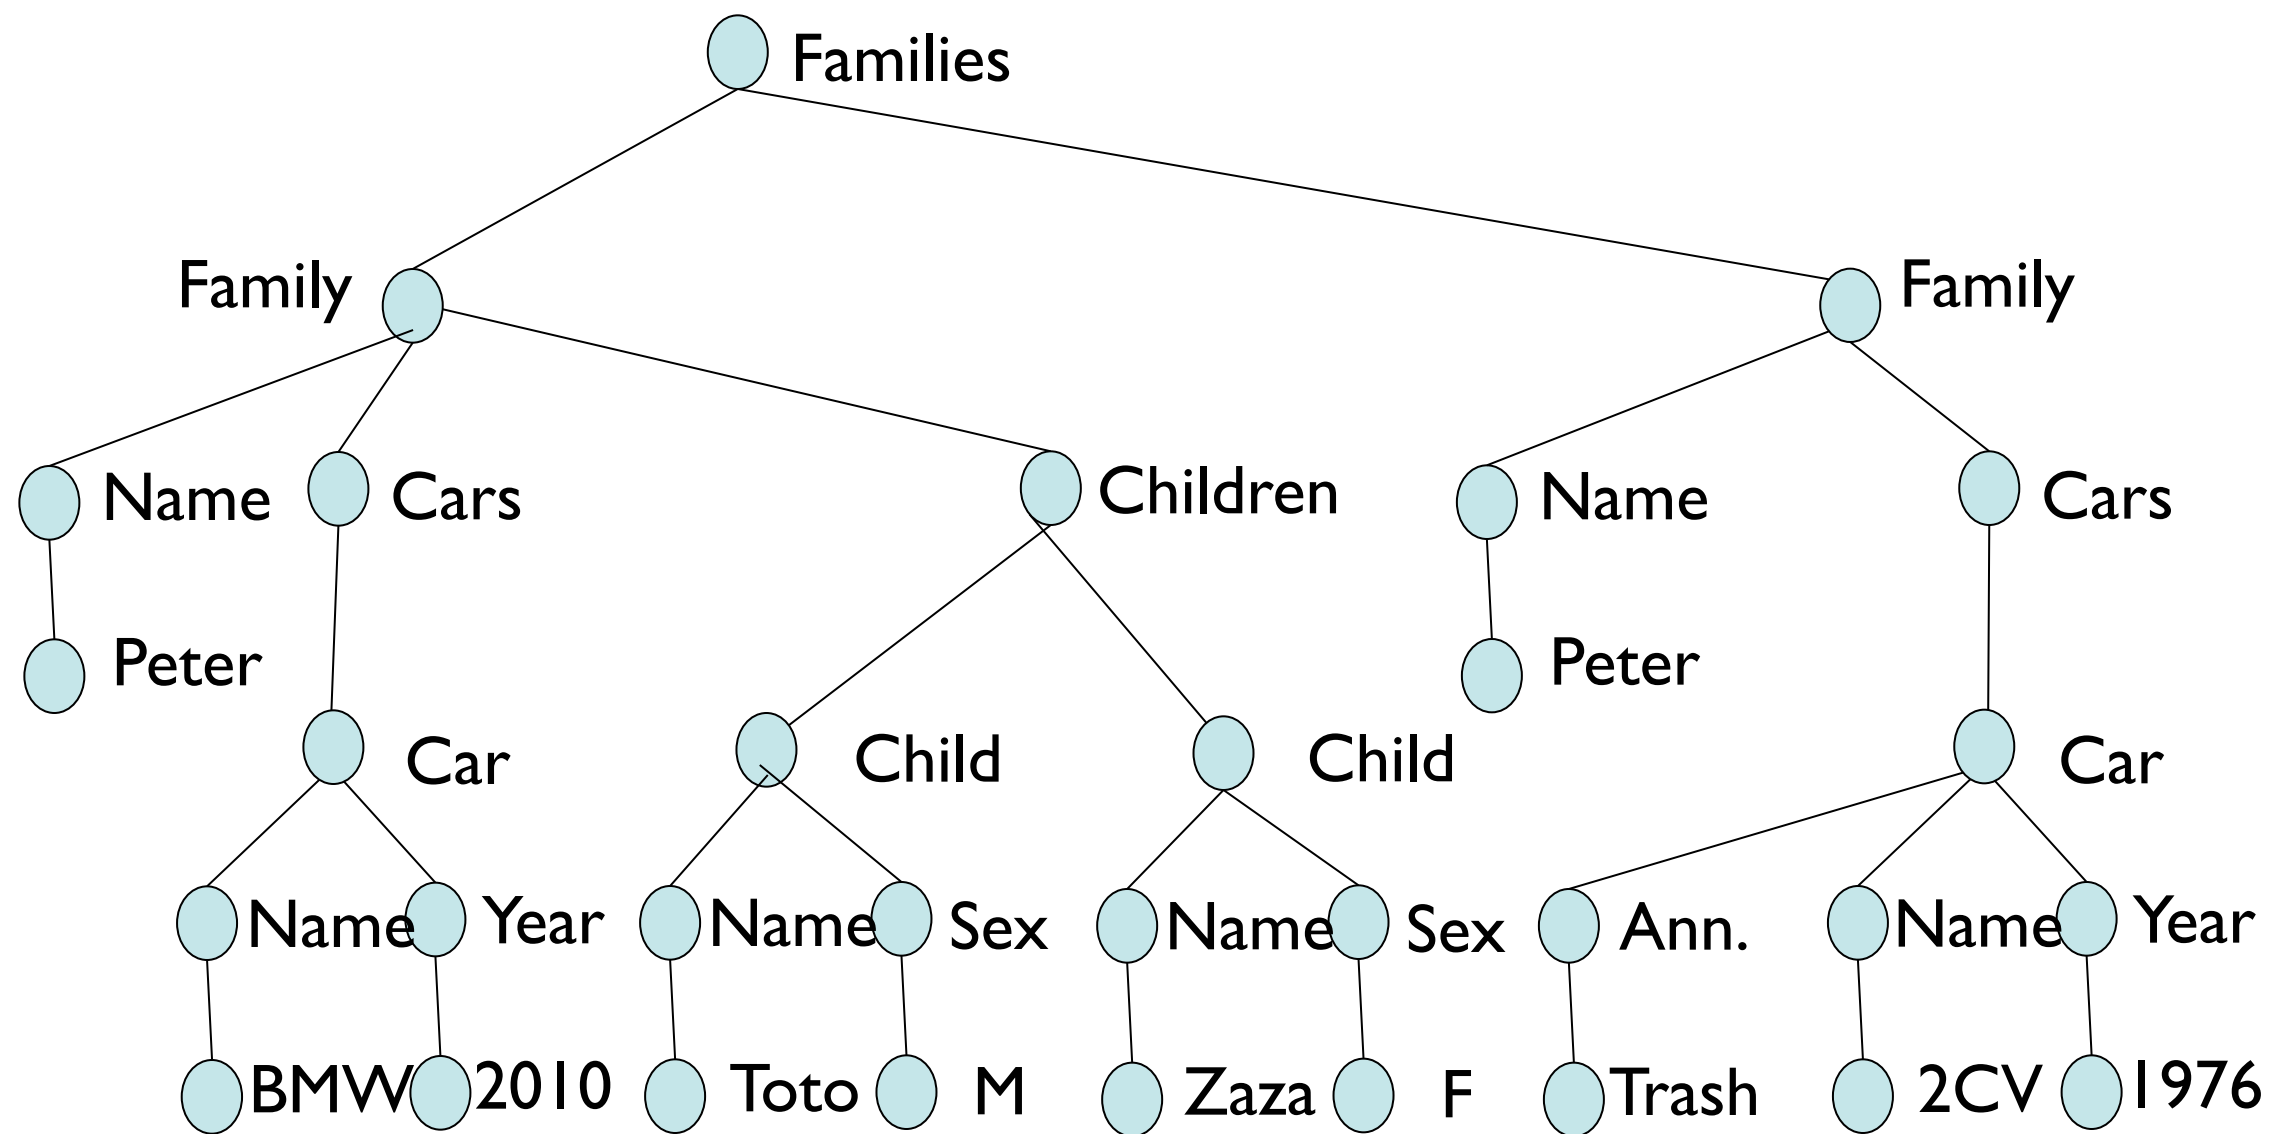 Families
Family Family
Name Cars Children Name Cars
Peter Peter
Car Child Child Car
Name Year Name Sex Name Sex Ann. Name Year
BMW 2010 Toto M Zaza F Trash 2CV 1976